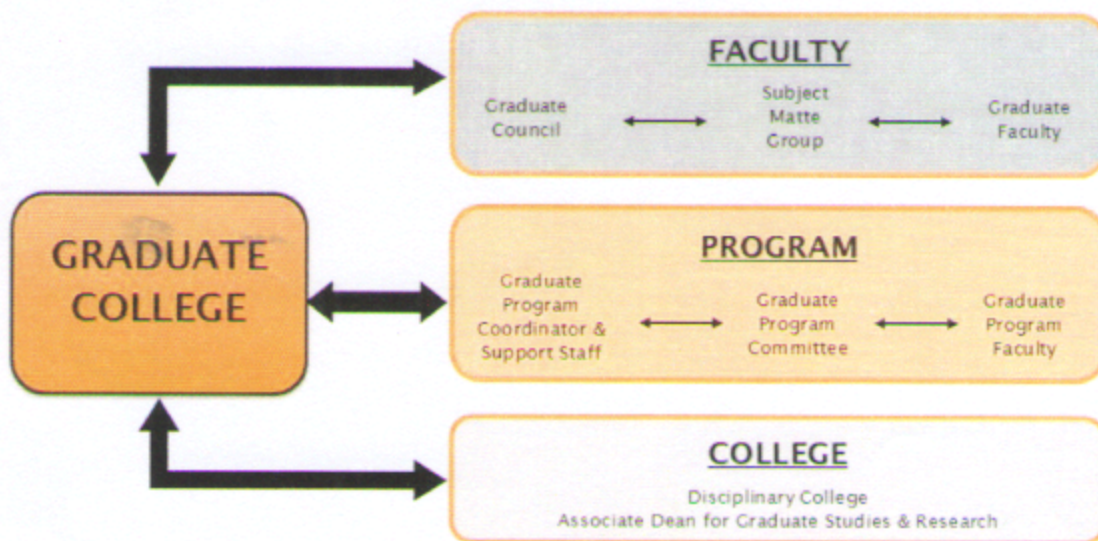 GRADUATE
COLLEGE
FACULTY
Graduate
Council
Subject
Matte
Group
Graduate
Faculty
PROGRAM
Graduate
Program
Coordinator &
Support Staff
Graduate
Program
Committee
Graduate
Program
Faculty
COLLEGE
Disciplinary College
Associate Dean for Graduate Studies & Research